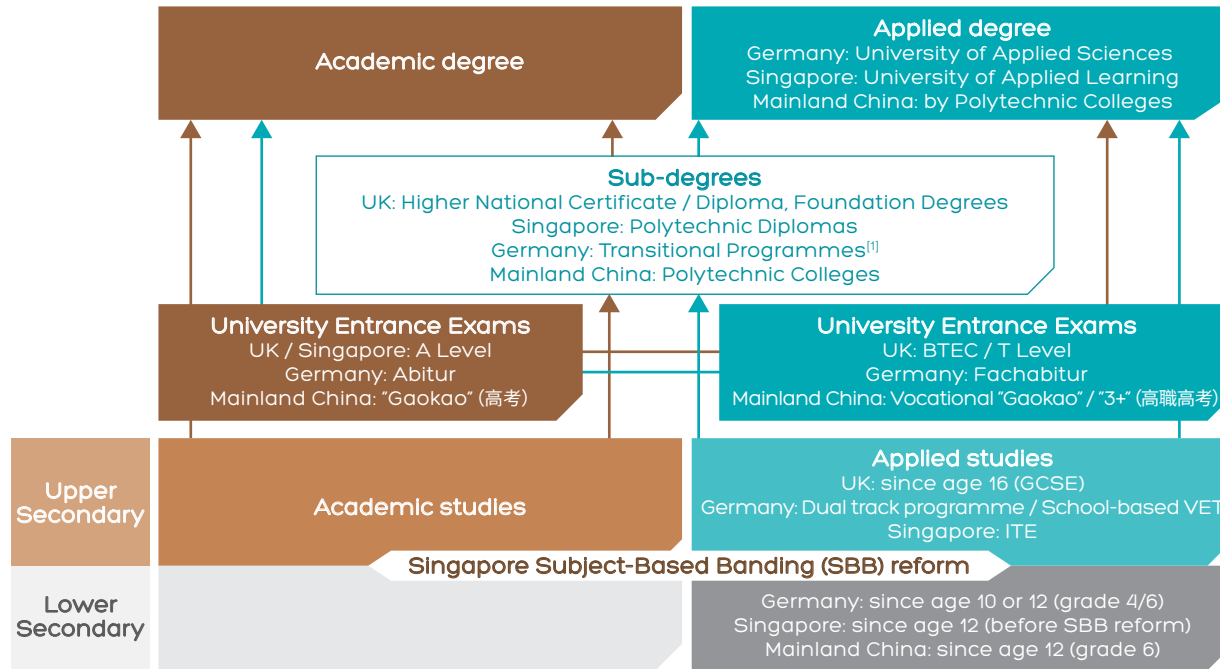 Academic degree
Applied degree
Germany: University of Applied Sciences
Singapore: University of Applied Learning
Mainland China: by Polytechnic Colleges
Sub-degrees
UK: Higher National Certificate / Diploma, Foundation Degrees
Singapore: Polytechnic Diplomas
Germany: Transitional Programmes[1]
Mainland China: Polytechnic Colleges
University Entrance Exams
UK / Singapore: A Level
Germany: Abitur
Mainland China: "Gaokao" (高考)
University Entrance Exams
UK: BTEC / T Level
Germany: Fachabitur
Mainland China: Vocational "Gaokao" / "3+" (高職高考)
Upper
Secondary
Academic studies
Applied studies
UK: since age 16 (GCSE)
Germany: Dual track programme / School-based VET
Singapore: ITE
Singapore Subject-Based Banding (SBB) reform
Lower
Secondary
Germany: since age 10 or 12 (grade 4/6)
Singapore: since age 12 (before SBB reform)
Mainland China: since age 12 (grade 6)